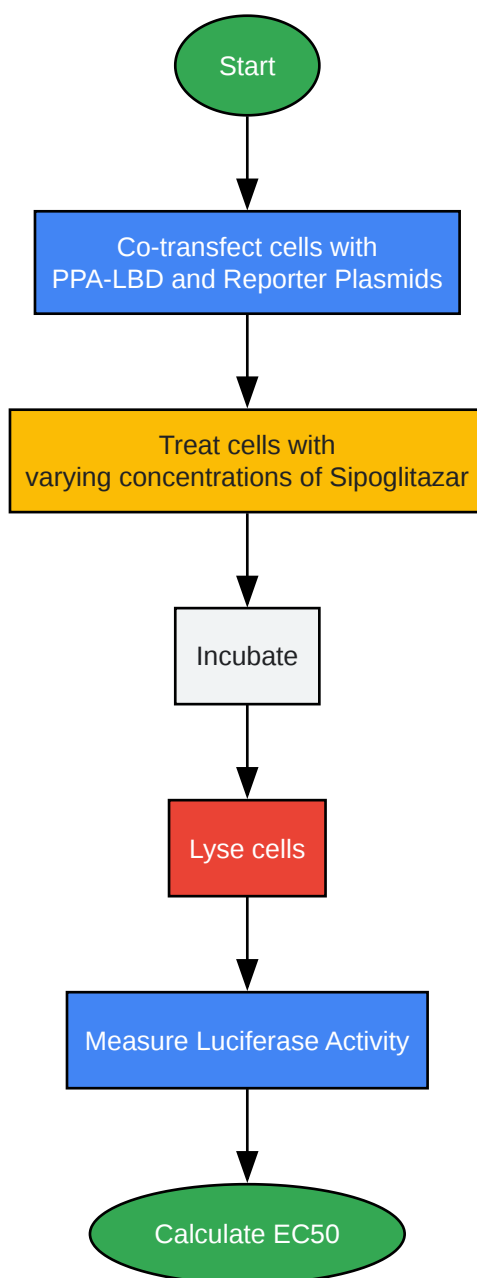 Start
Co-transfect cells with
PPA-LBD and Reporter Plasmids
Treat cells with
varying concentrations of Sipoglitazar
Incubate
Lyse cells
Measure Luciferase Activity
Calculate EC50